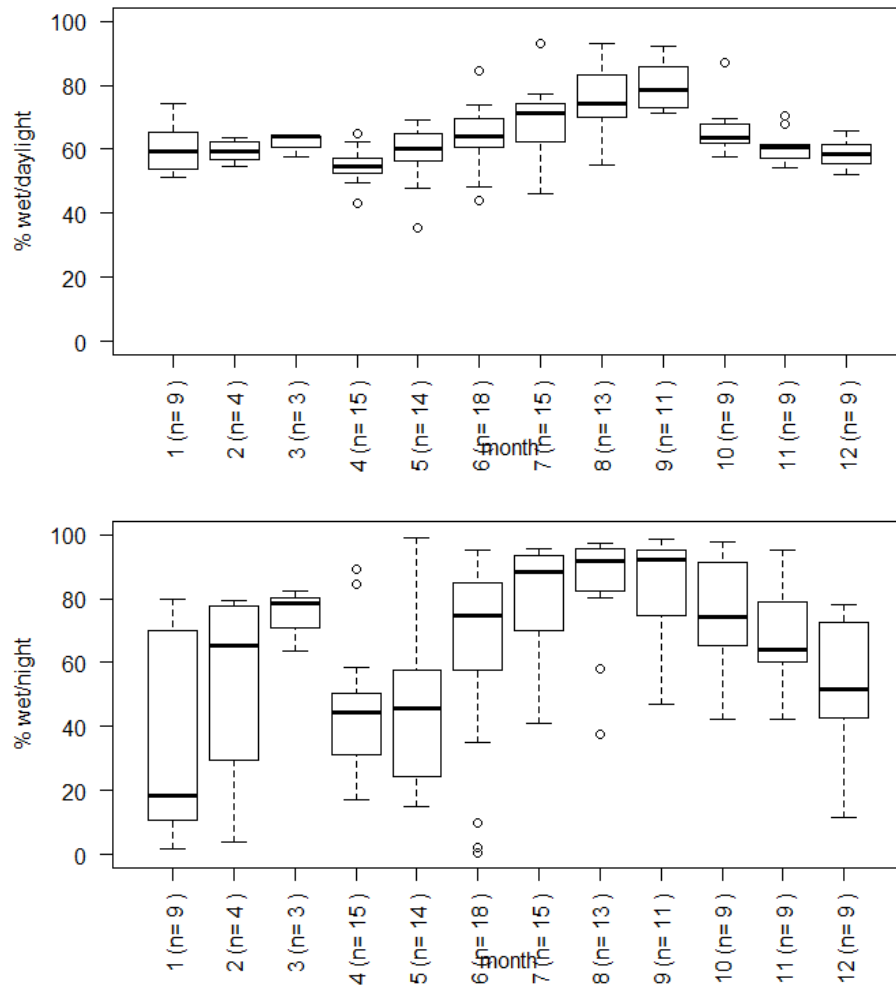 % wet/daylight
100
80
60
40
20
0
1 (n= 9 )
2 (n= 4 )
3 (n= 3 )
4 (n= 15 )
5 (n= 14 )
6 (n= 18 )
7 (n= 15 )
8 (n= 13 )
9 (n= 11 )
10 (n= 9 )
11 (n= 9 )
12 (n= 9 )
month
% wet/night
100
80
60
40
20
0
1 (n= 9 )
2 (n= 4 )
3 (n= 3 )
4 (n= 15 )
5 (n= 14 )
6 (n= 18 )
7 (n= 15 )
8 (n= 13 )
9 (n= 11 )
10 (n= 9 )
11 (n= 9 )
12 (n= 9 )
month